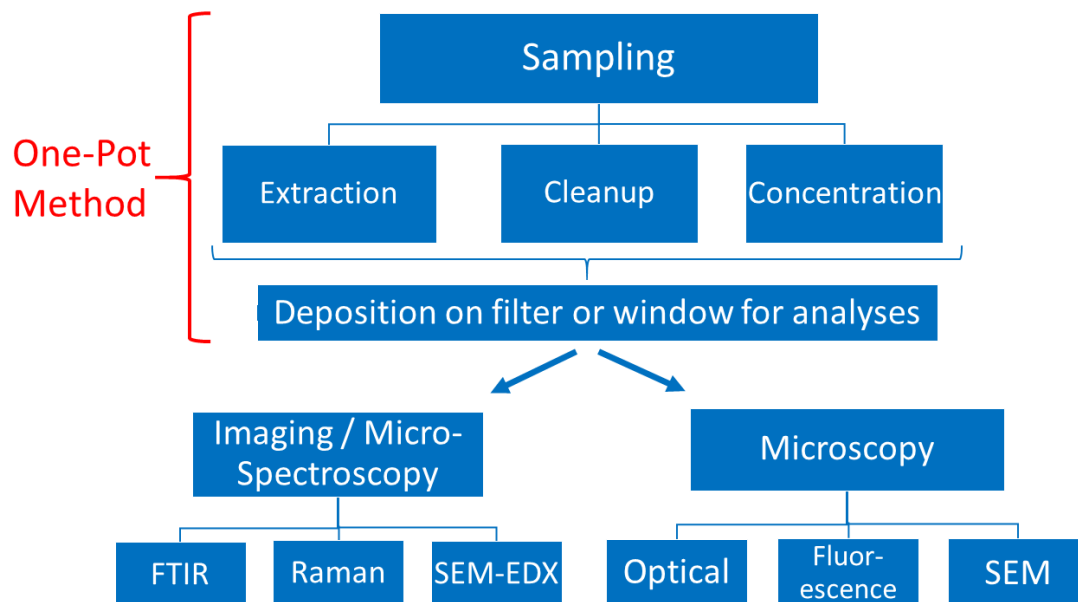 Sampling
One-Pot
Method
Extraction
Cleanup
Concentration
Deposition on filter or window for analyses
Imaging / Micro-
Spectroscopy
Microscopy
FTIR
Raman
SEM-EDX
Optical
Fluor-
escence
SEM